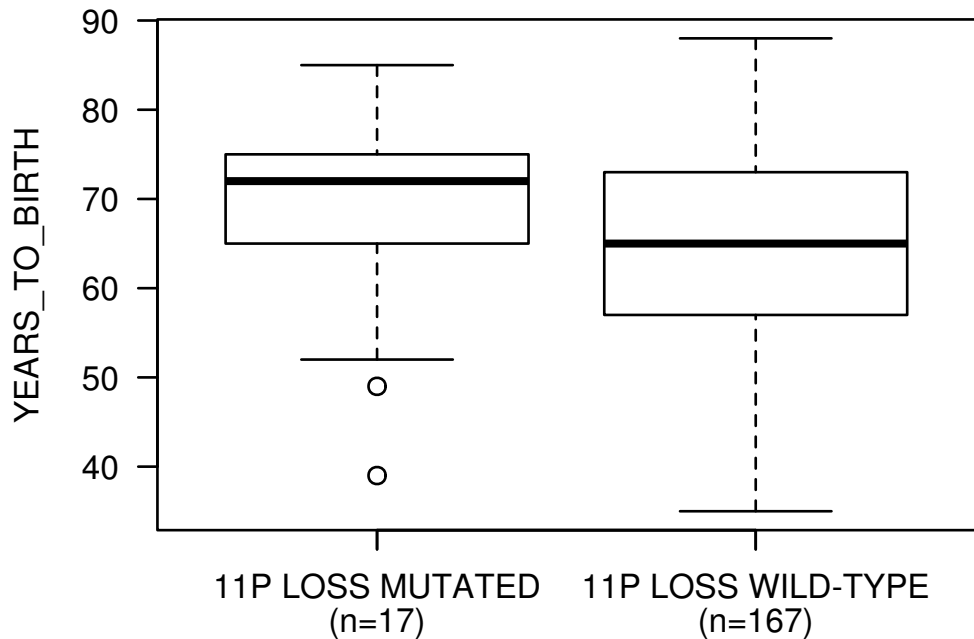 YEARS_TO_BIRTH
90
80
70
60
50
40
11P LOSS MUTATED
(n=17)
11P LOSS WILD-TYPE
(n=167)